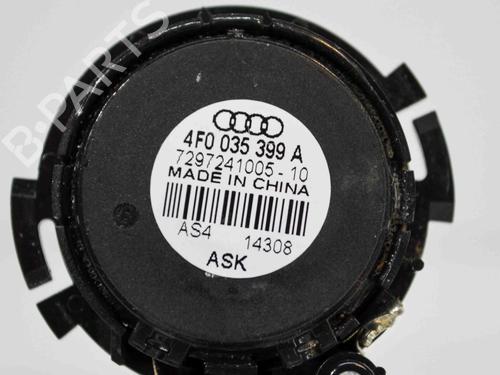 4F0 035 399 A
7297241005-10
MADE IN CHINA
AS4 14308
ASK
B-PARTS